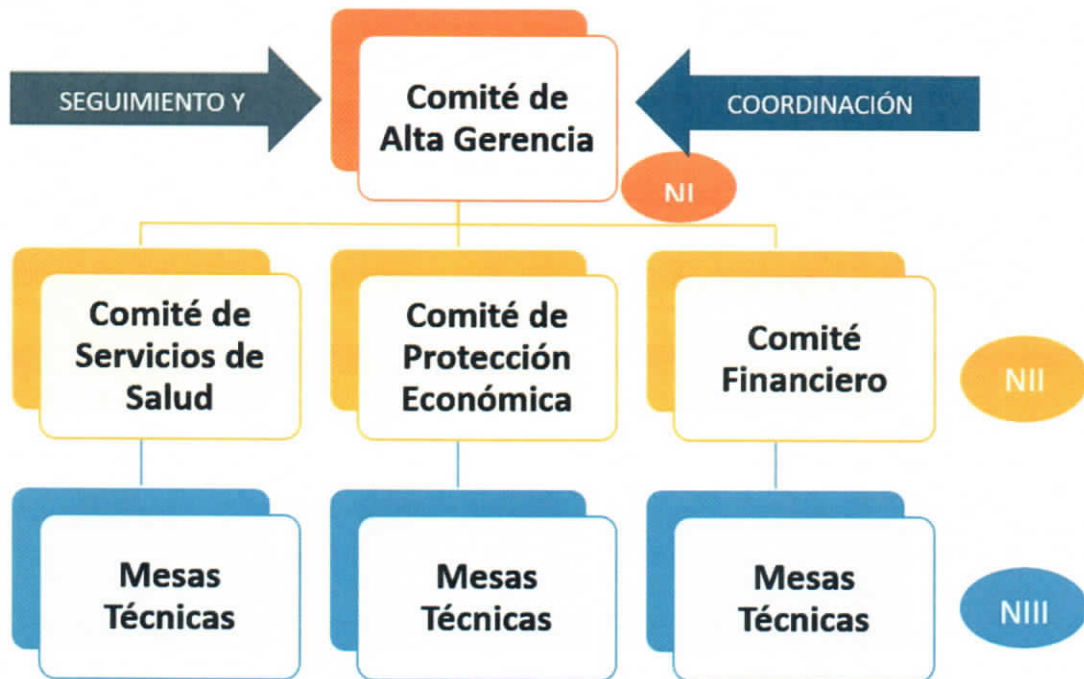 SEGUIMIENTO Y
Comité de
Alta Gerencia
COORDINACIÓN
NI
Comité de
Servicios de
Salud
Comité de
Protección
Económica
Comité
Financiero
NII
Mesas
Técnicas
Mesas
Técnicas
Mesas
Técnicas
NIII